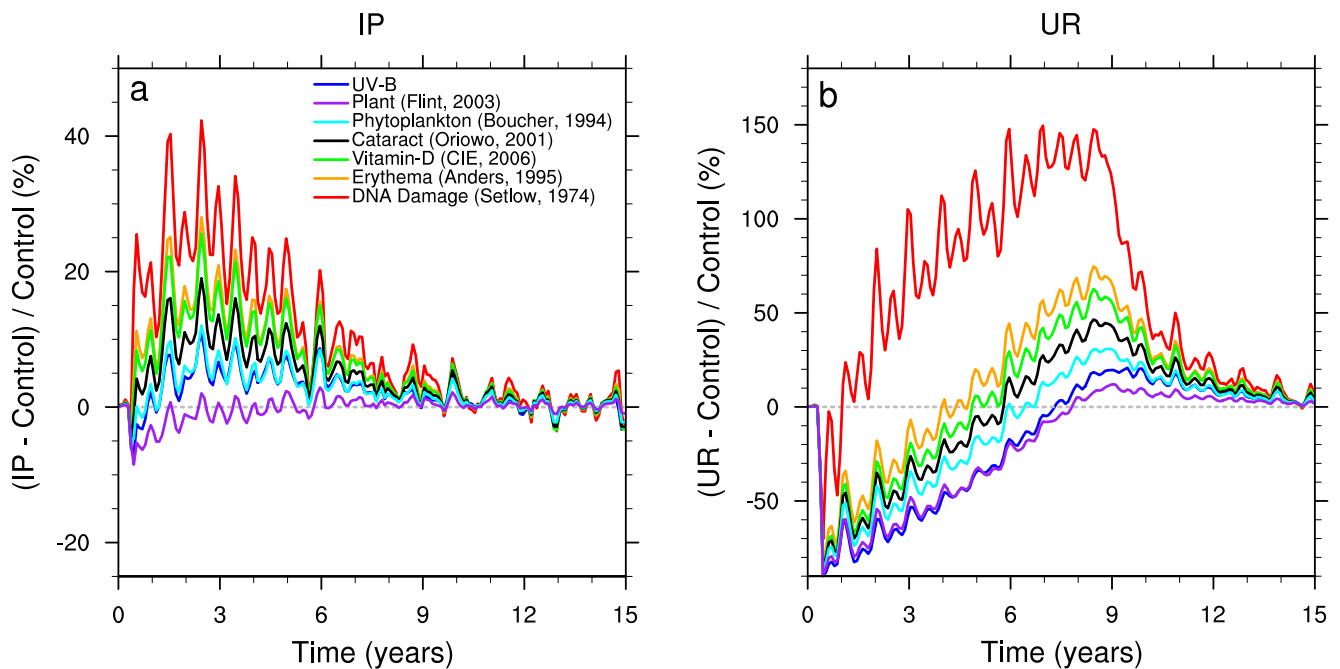 IP
a
UV-B
Plant (Flint, 2003)
Phytoplankton (Boucher, 1994)
Cataract (Oriowo, 2001)
Vitamin-D (CIE, 2006)
Erythema (Anders, 1995)
DNA Damage (Setlow, 1974)
(IP - Control) / Control (%)
40
20
0
-20
0 3 6 9 12 15
Time (years)
UR
b
(UR - Control) / Control (%)
150
100
50
0
-50
0 3 6 9 12 15
Time (years)